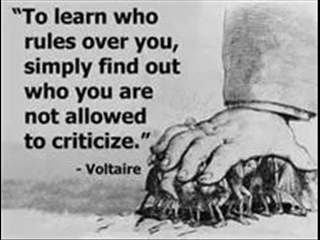 “To learn who
rules over you,
simply find out
who you are
not allowed
to criticize.”
- Voltaire